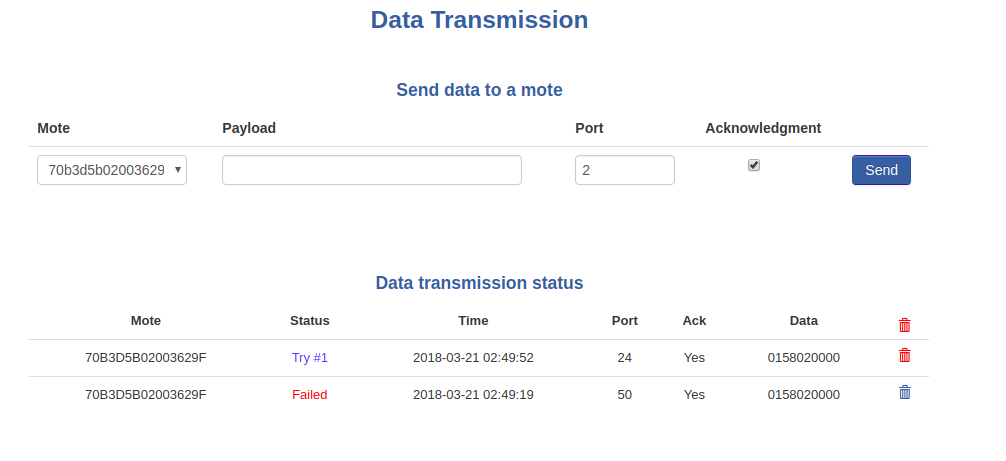 Data Transmission
Send data to a mote
Mote Payload Port Acknowledgment
70b3d5b02003629 2 Send
Data transmission status
Mote Status Time Port Ack Data
70B3D5B02003629F Try #1 2018-03-21 02:49:52 24 Yes 0158020000
70B3D5B02003629F Failed 2018-03-21 02:49:19 50 Yes 0158020000